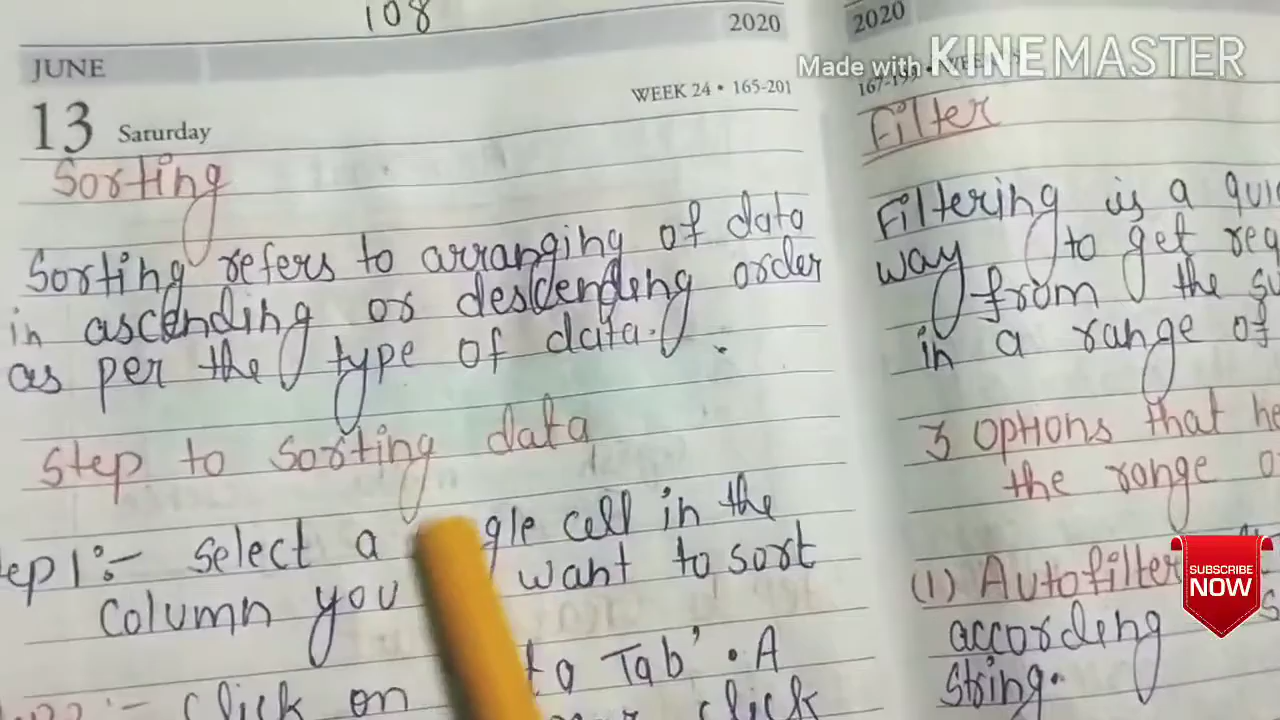 108
2020
JUNE
WEEK 24 • 165-201
13 Saturday
Sorting
Sorting refers to arranging of data
in ascending or descending order
as per the type of data.
Step to Sorting data
ep 1:- Select a gle cell in the
column you want to sort
:- Click on ta Tab'. A
click
2020
Made with KINEMASTER
Filter
Filtering is a
way to get
from the
in a range of
3 options that
the range
(1) Autofilter
according
string.
SUBSCRIBE
NOW